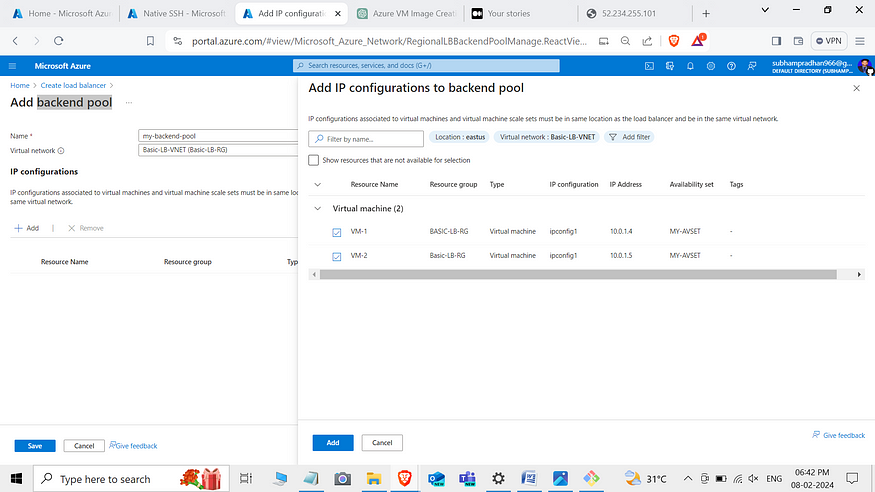 Home - Microsoft Azur
Native SSH - Microsoft
Add IP configuratio
Azure VM Image Creat
Your stories
52.234.255.101
portal.azure.com/#view/Microsoft_Azure_Network/RegionalLBBackendPoolManage.ReactVie...
1
VPN
Microsoft Azure
Search resources, services, and docs (G+/)
subhampradhan966@g...
DEFAULT DIRECTORY (SUBHAMP...
Home > Create load balancer >
Add backend pool ...
Name *
my-backend-pool
Virtual network
Basic-LB-VNET (Basic-LB-RG)
IP configurations
IP configurations associated to virtual machines and virtual machine scale sets must be in same loc
same virtual network.
+ Add | Remove
Resource Name Resource group Typ
Save Cancel Give feedback
Add IP configurations to backend pool
IP configurations associated to virtual machines and virtual machine scale sets must be in same location as the load balancer and be in the same virtual network.
Filter by name...
Location : eastus
Virtual network : Basic-LB-VNET
Add filter
Show resources that are not available for selection
Resource Name Resource group Type IP configuration IP Address Availability set Tags
Virtual machine (2)
VM-1 BASIC-LB-RG Virtual machine ipconfig1 10.0.1.4 MY-AVSET -
VM-2 Basic-LB-RG Virtual machine ipconfig1 10.0.1.5 MY-AVSET -
Add Cancel
Give feedback
Type here to search
31°C
ENG
06:42 PM
08-02-2024